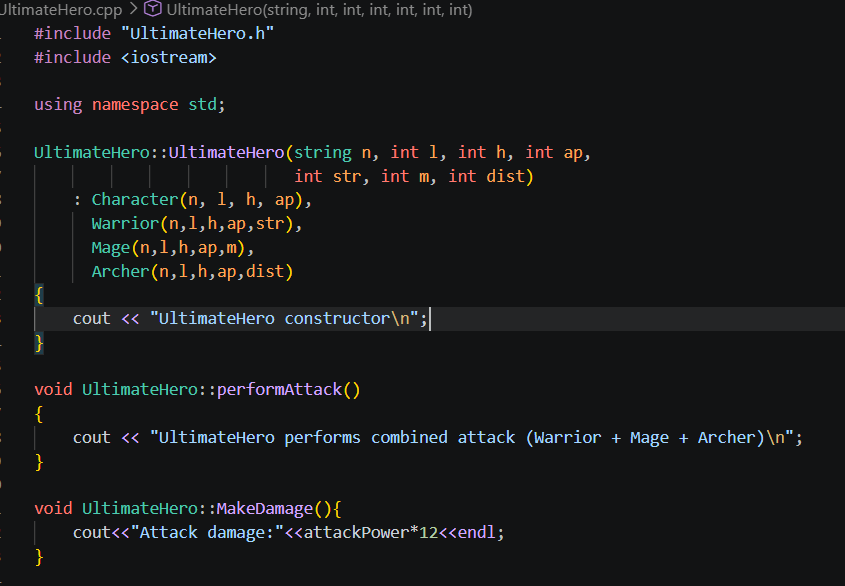 UltimateHero.cpp > UltimateHero(string, int, int, int, int, int, int)
#include "UltimateHero.h"
#include <iostream>
using namespace std;
UltimateHero::UltimateHero(string n, int l, int h, int ap,
int str, int m, int dist)
: Character(n, l, h, ap),
Warrior(n,l,h,ap,str),
Mage(n,l,h,ap,m),
Archer(n,l,h,ap,dist)
{
cout << "UltimateHero constructor\n";
}
void UltimateHero::performAttack()
{
cout << "UltimateHero performs combined attack (Warrior + Mage + Archer)\n";
}
void UltimateHero::MakeDamage(){
cout<<"Attack damage:"<<attackPower*12<<endl;
}